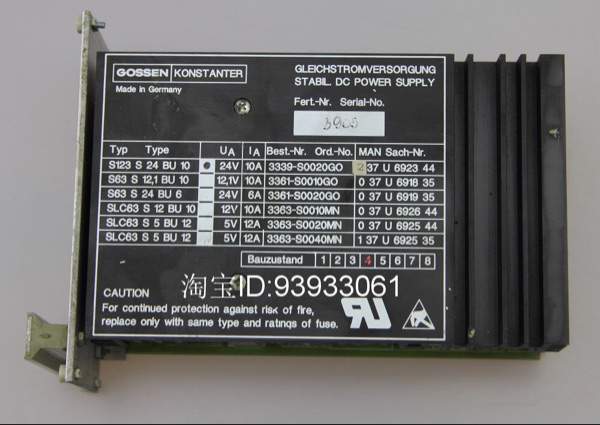 GOSSEN KONSTANTER
Made in Germany
GLEICHSTROMVERSORGUNG
STABIL. DC POWER SUPPLY
Fert.-Nr. Serial-No.
3905
Typ Type UA IA Best.-Nr. Ord.-No. MAN Sach-Nr.
S123 S 24 BU 10 24V 10A 3339-S0020GO 2 37 U 6923 44
S63 S 12,1 BU 10 12,1V 10A 3361-S0010GO 0 37 U 6918 35
S63 S 24 BU 6 24V 6A 3361-S0020GO 0 37 U 6919 35
SLC63 S 12 BU 10 12V 10A 3363-S0010MN 0 37 U 6926 44
SLC63 S 5 BU 12 5V 12A 3363-S0020MN 0 37 U 6925 44
SLC63 S 5 BU 12 5V 12A 3363-S0040MN 1 37 U 6925 35
Bauzustand 1 2 3 4 5 6 7 8
淘宝ID:93933061
CAUTION
For continued protection against risk of fire,
replace only with same type and ratings of fuse.